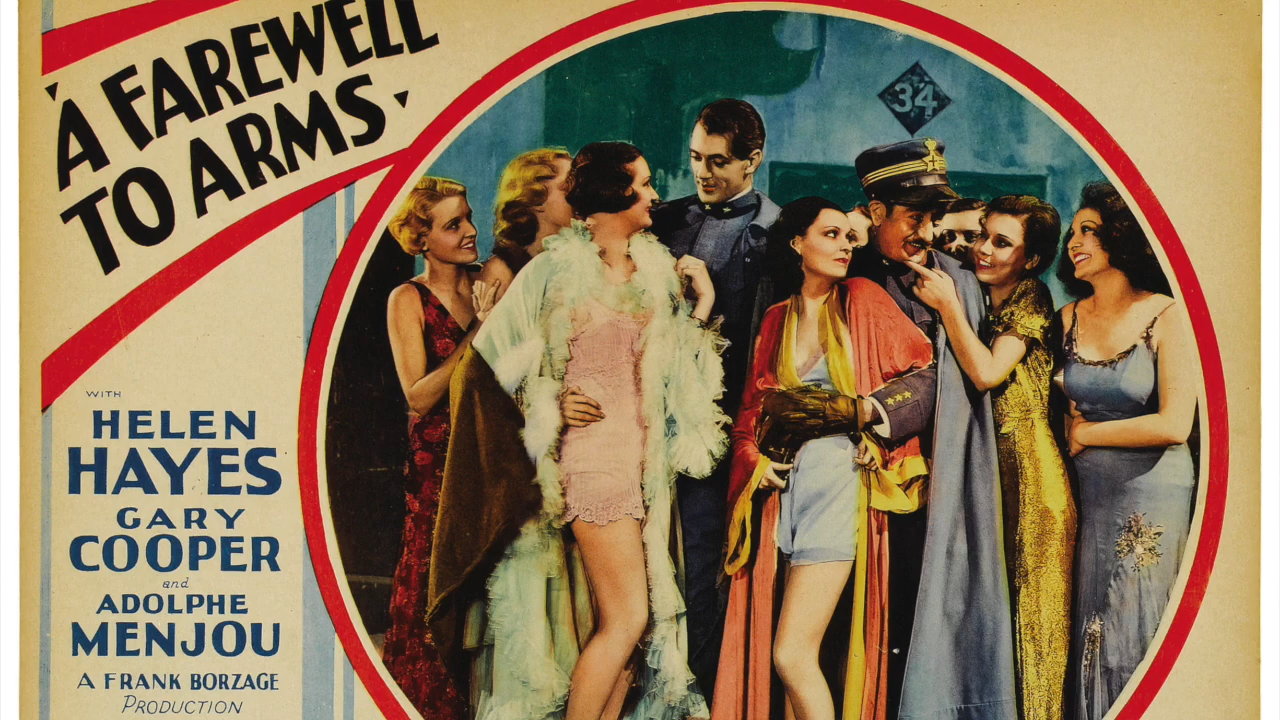 'A FAREWELL
TO ARMS'
34
WITH
HELEN
HAYES
GARY
COOPER
and
ADOLPHE
MENJOU
A FRANK BORZAGE
PRODUCTION